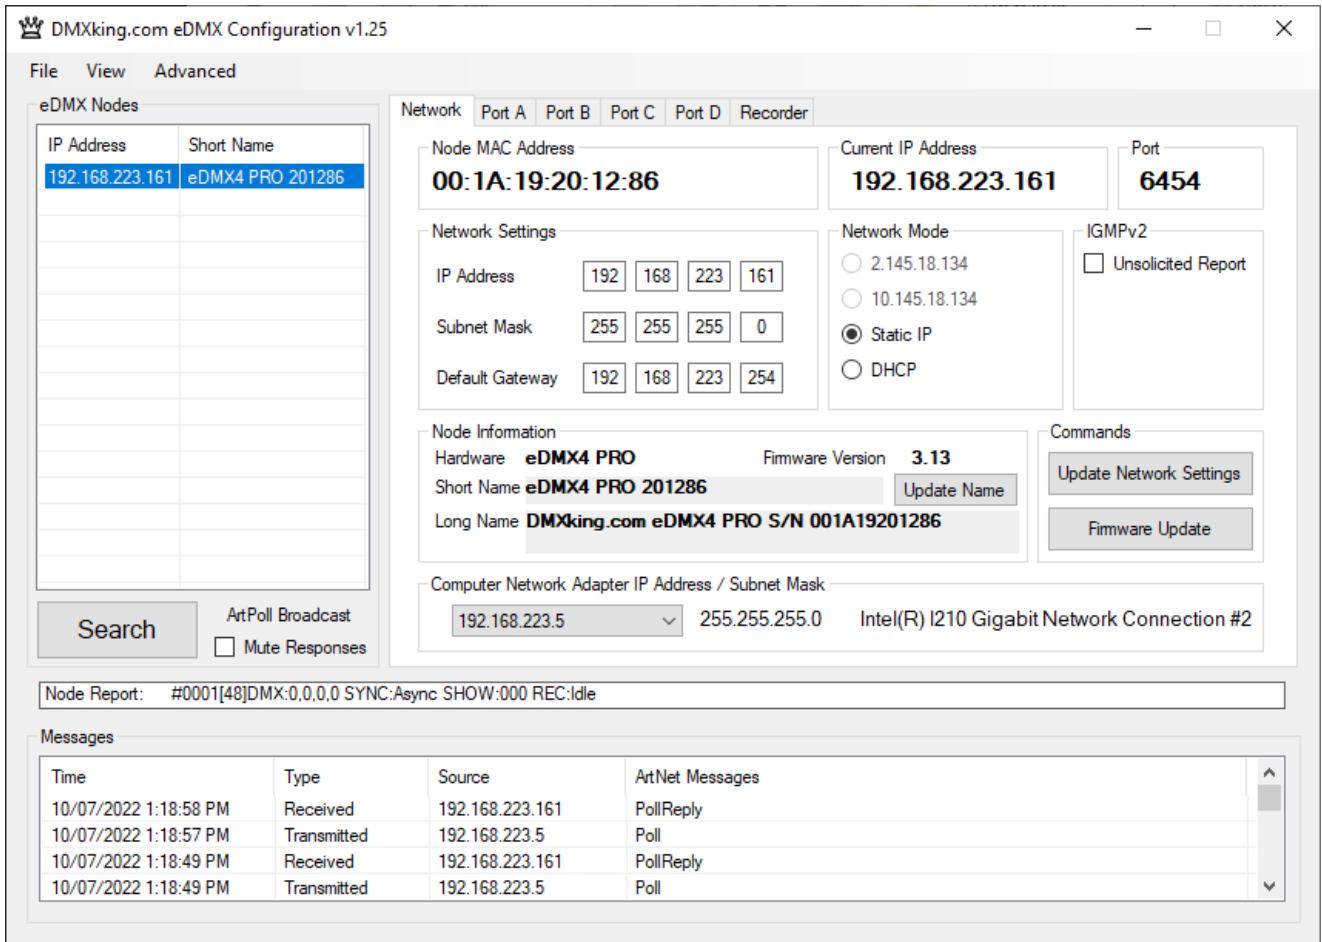 DMXking.com eDMX Configuration v1.25
File View Advanced
eDMX Nodes
IP Address Short Name
192.168.223.161 eDMX4 PRO 201286
Search
ArtPoll Broadcast
Mute Responses
Network Port A Port B Port C Port D Recorder
Node MAC Address
00:1A:19:20:12:86
Current IP Address
192.168.223.161
Port
6454
Network Settings
IP Address 192 168 223 161
Subnet Mask 255 255 255 0
Default Gateway 192 168 223 254
Network Mode
2.145.18.134
10.145.18.134
Static IP
DHCP
IGMPv2
Unsolicited Report
Node Information
Hardware eDMX4 PRO Firmware Version 3.13
Short Name eDMX4 PRO 201286 Update Name
Long Name DMXking.com eDMX4 PRO S/N 001A19201286
Commands
Update Network Settings
Firmware Update
Computer Network Adapter IP Address / Subnet Mask
192.168.223.5 255.255.255.0 Intel(R) I210 Gigabit Network Connection #2
Node Report: #0001[48]DMX:0,0,0,0 SYNC:Async SHOW:000 REC:Idle
Messages
Time Type Source ArtNet Messages
10/07/2022 1:18:58 PM Received 192.168.223.161 PollReply
10/07/2022 1:18:57 PM Transmitted 192.168.223.5 Poll
10/07/2022 1:18:49 PM Received 192.168.223.161 PollReply
10/07/2022 1:18:49 PM Transmitted 192.168.223.5 Poll